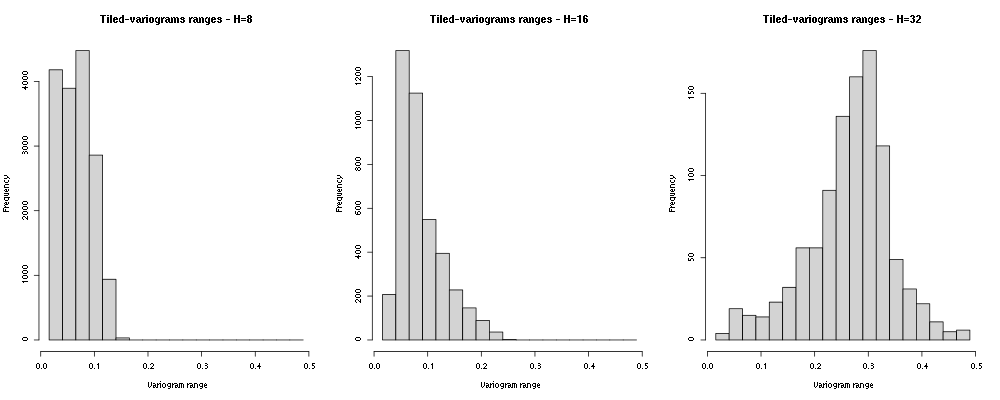 Tiled-variograms ranges - H=8
Frequency
4000
3000
2000
1000
0
0.0 0.1 0.2 0.3 0.4 0.5
Variogram range
Tiled-variograms ranges - H=16
Frequency
1200
1000
800
600
400
200
0
0.0 0.1 0.2 0.3 0.4 0.5
Variogram range
Tiled-variograms ranges - H=32
Frequency
150
100
50
0
0.0 0.1 0.2 0.3 0.4 0.5
Variogram range